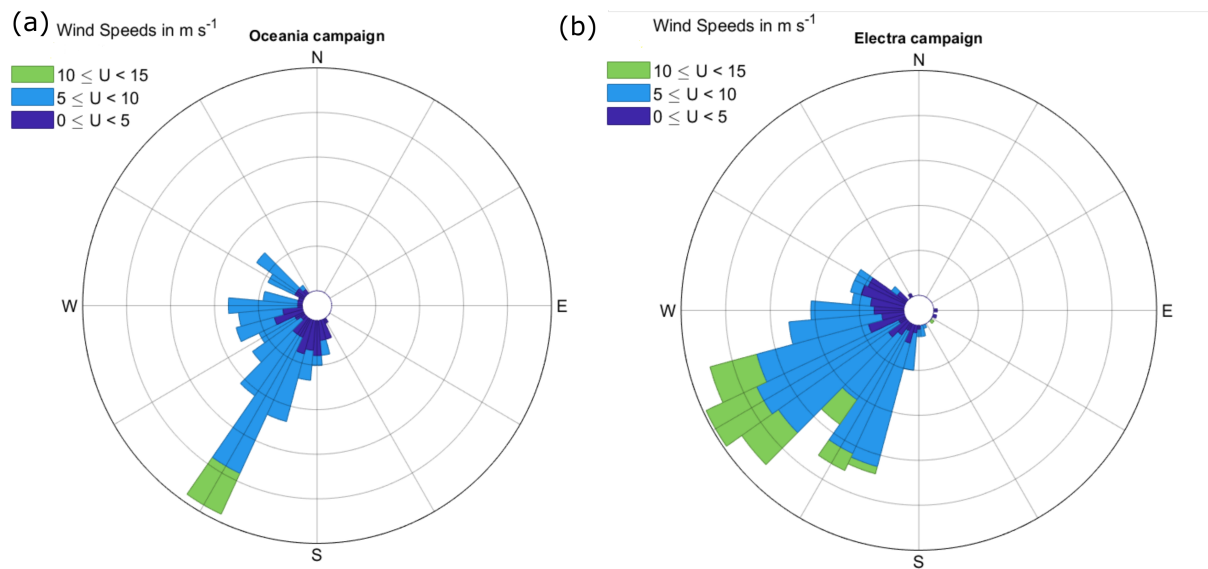 (a) Wind Speeds in m s⁻¹
Oceania campaign
10 ≤ U < 15
5 ≤ U < 10
0 ≤ U < 5
N
W
E
S
(b) Wind Speeds in m s⁻¹
Electra campaign
10 ≤ U < 15
5 ≤ U < 10
0 ≤ U < 5
N
W
E
S